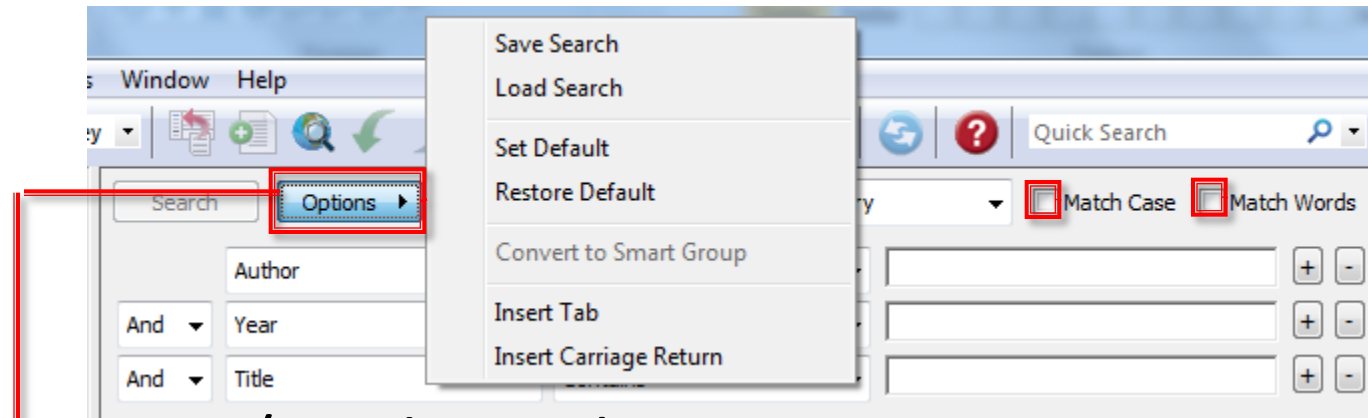 Save Search
Load Search
Set Default
Restore Default
Convert to Smart Group
Insert Tab
Insert Carriage Return
Window Help
Quick Search
Search Options Match Case Match Words
Author
And Year
And Title